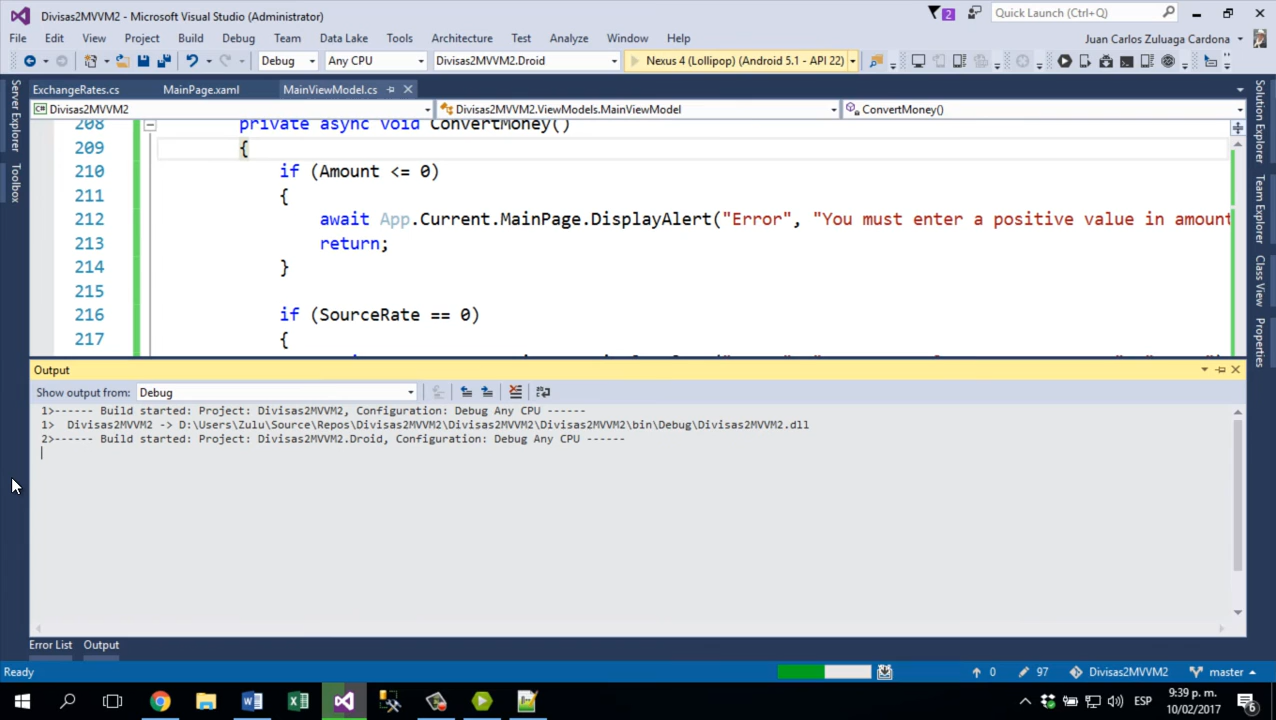 Divisas2MVVM2 - Microsoft Visual Studio (Administrator)
2
Quick Launch (Ctrl+Q)
File Edit View Project Build Debug Team Data Lake Tools Architecture Test Analyze Window Help
Juan Carlos Zuluaga Cardona
Debug Any CPU Divisas2MVVM2.Droid Nexus 4 (Lollipop) (Android 5.1 - API 22)
ExchangeRates.cs MainPage.xaml MainViewModel.cs
Divisas2MVVM2 Divisas2MVVM2.ViewModels.MainViewModel ConvertMoney()
Server Explorer
Toolbox
208 private async void ConvertMoney()
209 {
210 if (Amount <= 0)
211 {
212 await App.Current.MainPage.DisplayAlert("Error", "You must enter a positive value in amount
213 return;
214 }
215
216 if (SourceRate == 0)
217 {
Solution Explorer
Team Explorer
Class View
Properties
Output
Show output from: Debug
1>------ Build started: Project: Divisas2MVVM2, Configuration: Debug Any CPU ------
1> Divisas2MVVM2 -> D:\Users\Zulu\Source\Repos\Divisas2MVVM2\Divisas2MVVM2\Divisas2MVVM2\bin\Debug\Divisas2MVVM2.dll
2>------ Build started: Project: Divisas2MVVM2.Droid, Configuration: Debug Any CPU ------
Error List Output
Ready
0 97 Divisas2MVVM2 master
ESP
9:39 p. m.
10/02/2017
6